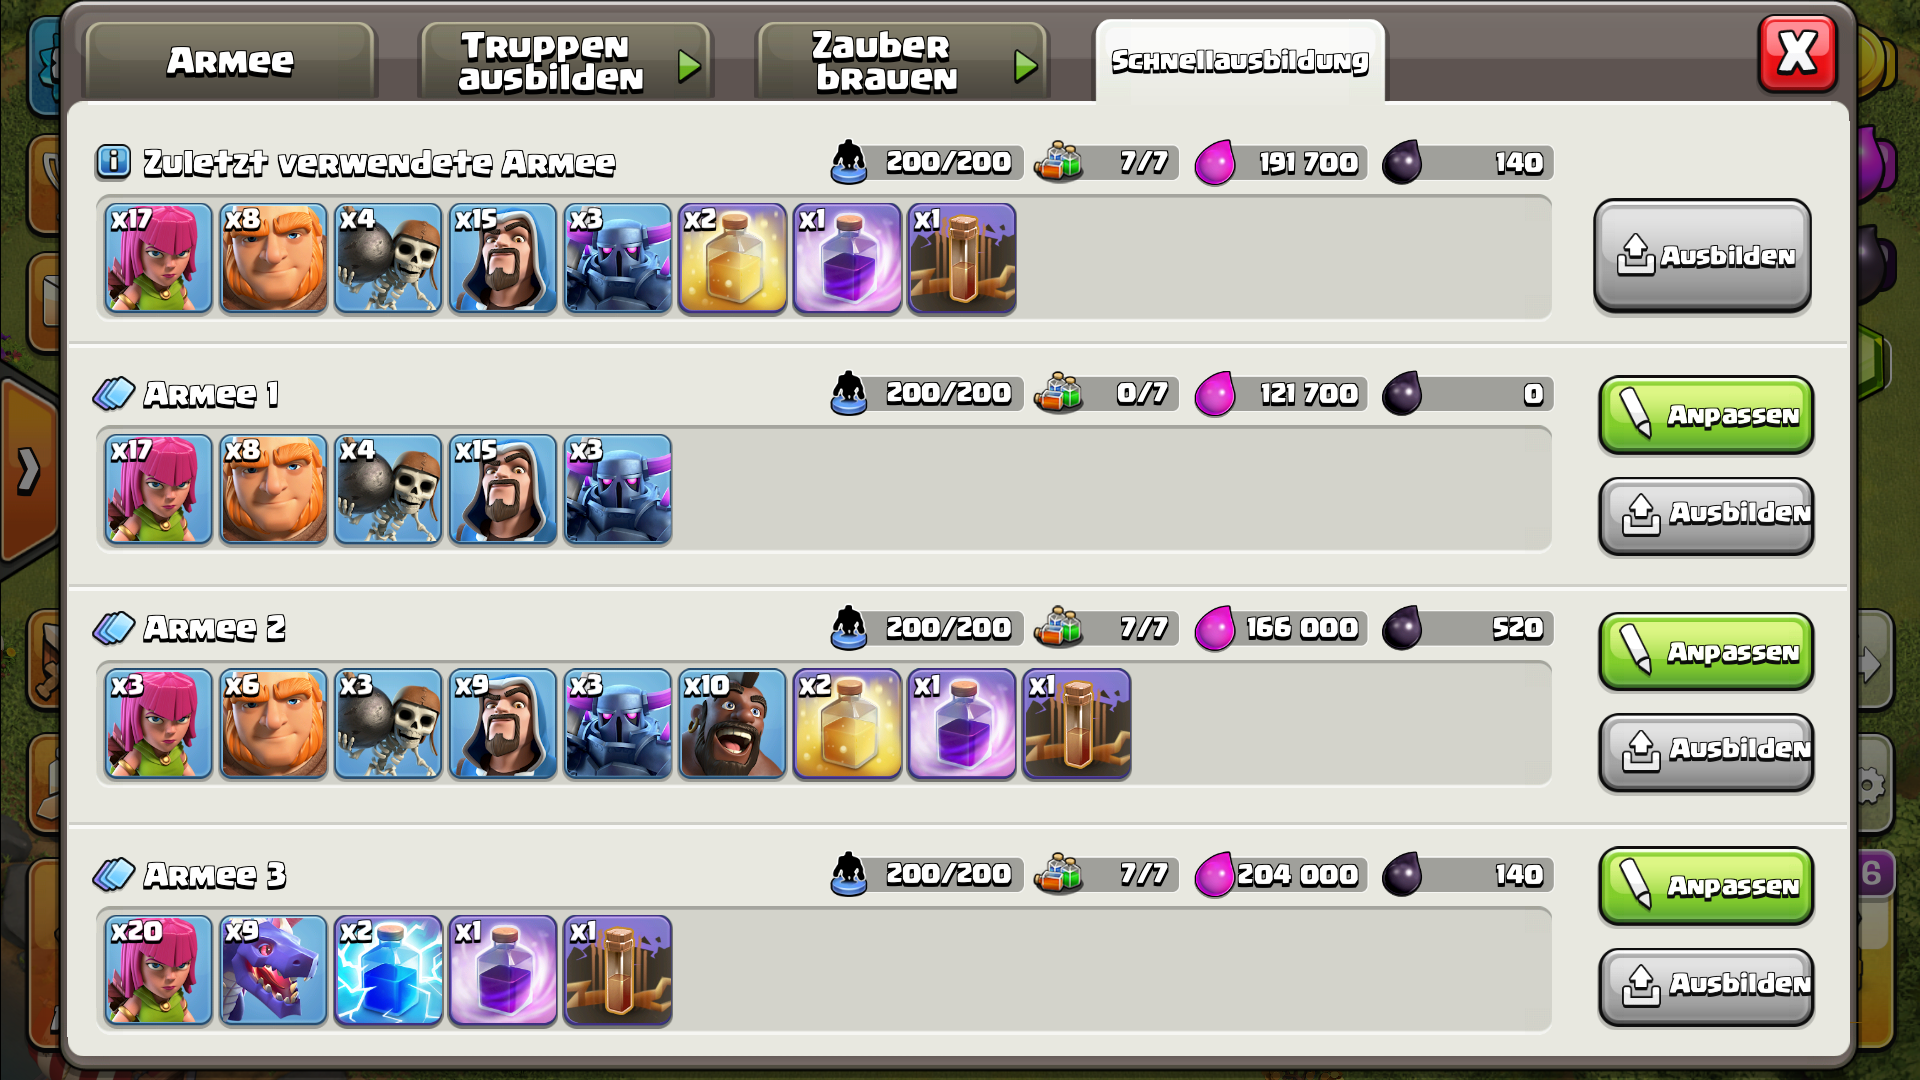 Armee
Truppen
ausbilden
Zauber
brauen
Schnellausbildung
X
i Zuletzt verwendete Armee
200/200
7/7
191 700
140
x17
x8
x4
x15
x3
x2
x1
x1
Ausbilden
Armee 1
200/200
0/7
121 700
0
x17
x8
x4
x15
x3
Anpassen
Ausbilden
Armee 2
200/200
7/7
166 000
520
x3
x6
x3
x9
x3
x10
x2
x1
x1
Anpassen
Ausbilden
Armee 3
200/200
7/7
204 000
140
x20
x9
x2
x1
x1
Anpassen
Ausbilden
6